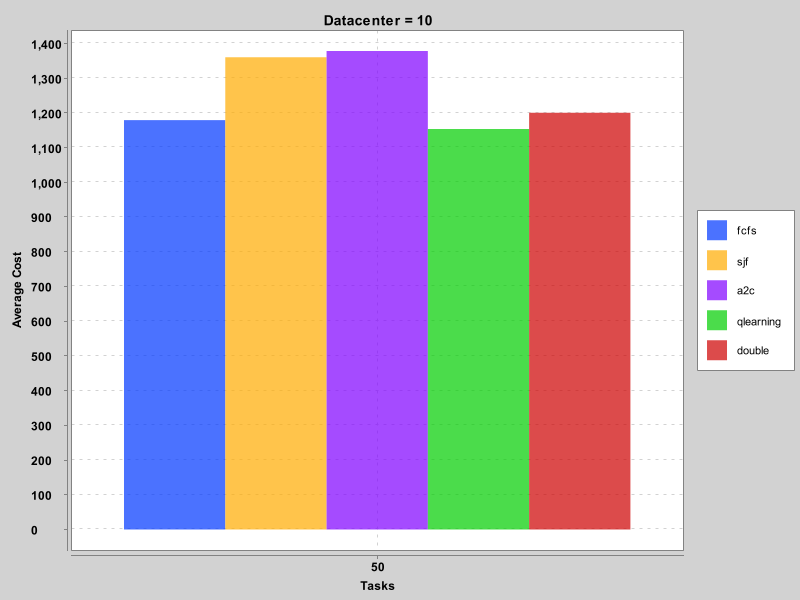 Datacenter = 10
1,400
1,300
1,200
1,100
1,000
900
800
700
600
500
400
300
200
100
0
Average Cost
50
Tasks
fcfs
sjf
a2c
qlearning
double